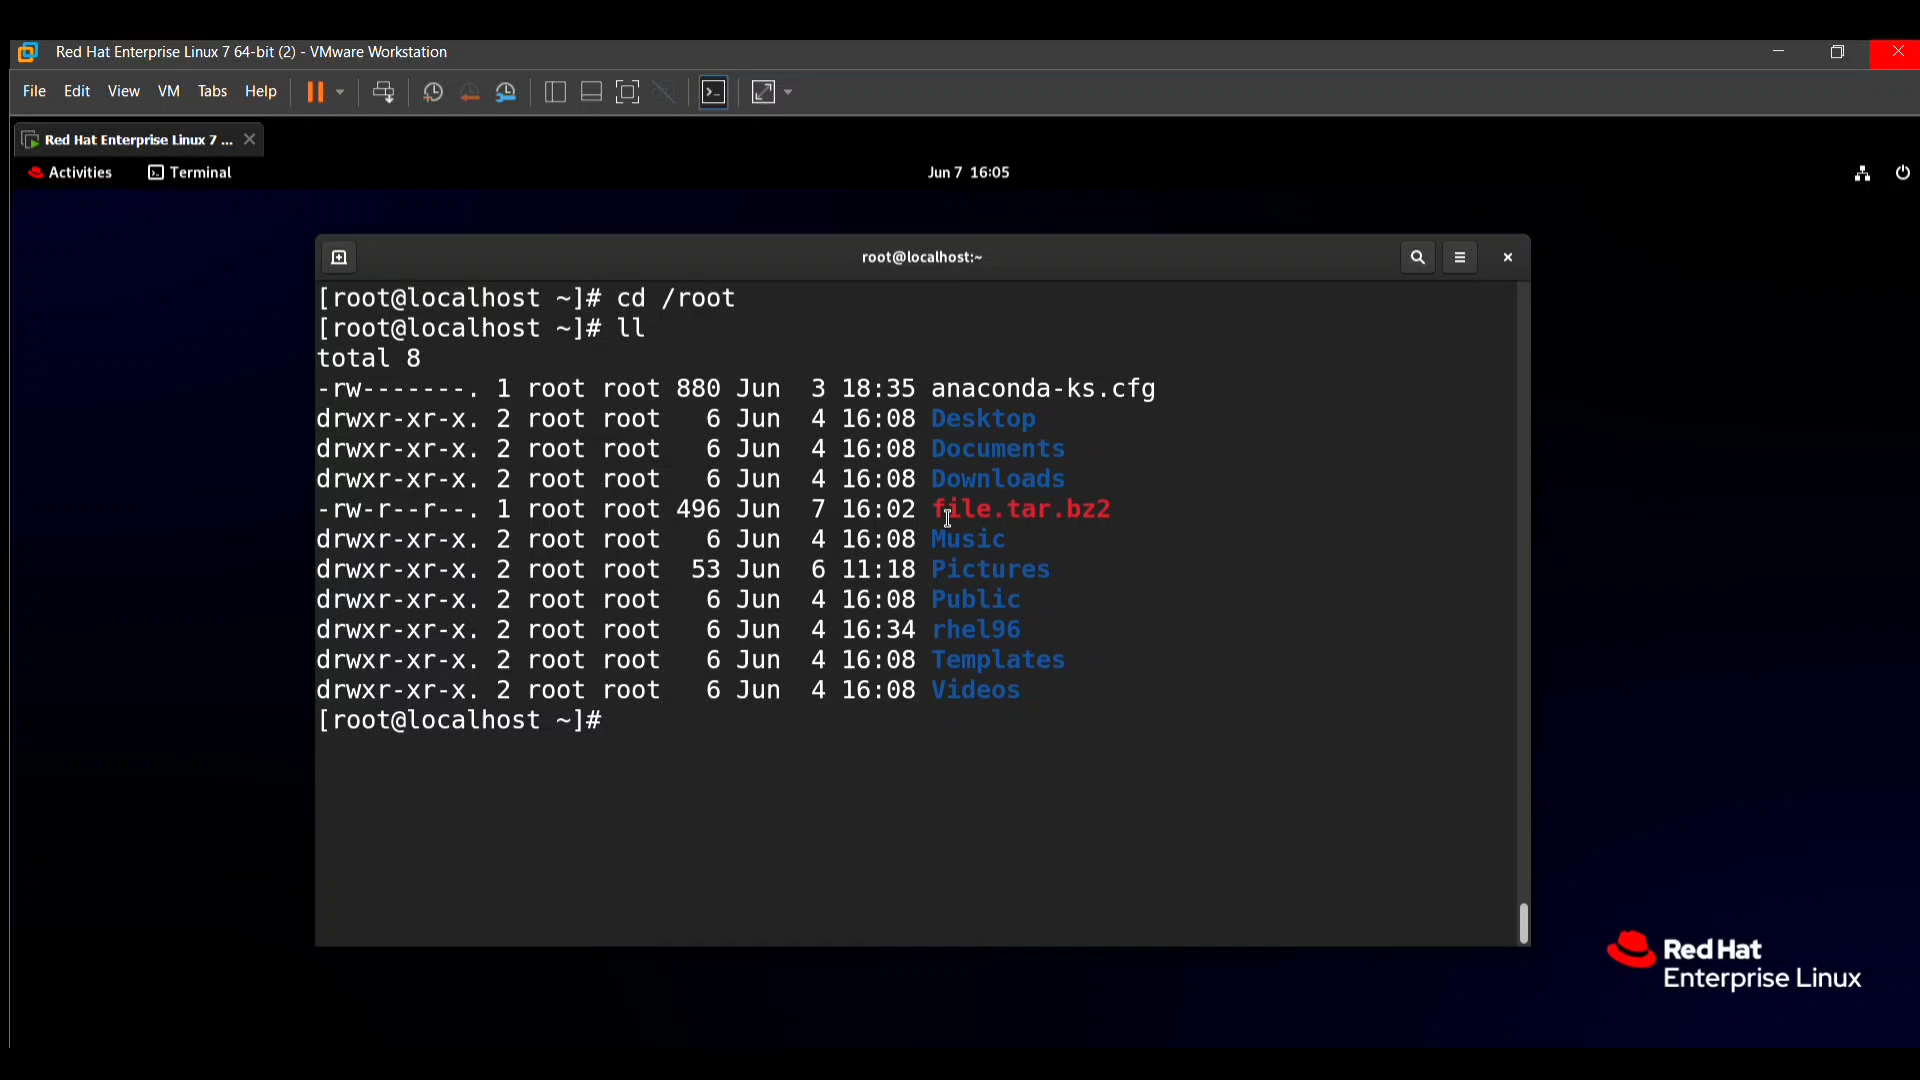 Red Hat Enterprise Linux 7 64-bit (2) - VMware Workstation
File Edit View VM Tabs Help
Red Hat Enterprise Linux 7 ...
Activities Terminal Jun 7 16:05
root@localhost:~
[root@localhost ~]# cd /root
[root@localhost ~]# ll
total 8
-rw-------. 1 root root 880 Jun  3 18:35 anaconda-ks.cfg
drwxr-xr-x. 2 root root   6 Jun  4 16:08 Desktop
drwxr-xr-x. 2 root root   6 Jun  4 16:08 Documents
drwxr-xr-x. 2 root root   6 Jun  4 16:08 Downloads
-rw-r--r--. 1 root root 496 Jun  7 16:02 file.tar.bz2
drwxr-xr-x. 2 root root   6 Jun  4 16:08 Music
drwxr-xr-x. 2 root root  53 Jun  6 11:18 Pictures
drwxr-xr-x. 2 root root   6 Jun  4 16:08 Public
drwxr-xr-x. 2 root root   6 Jun  4 16:34 rhel96
drwxr-xr-x. 2 root root   6 Jun  4 16:08 Templates
drwxr-xr-x. 2 root root   6 Jun  4 16:08 Videos
[root@localhost ~]#
Red Hat
Enterprise Linux